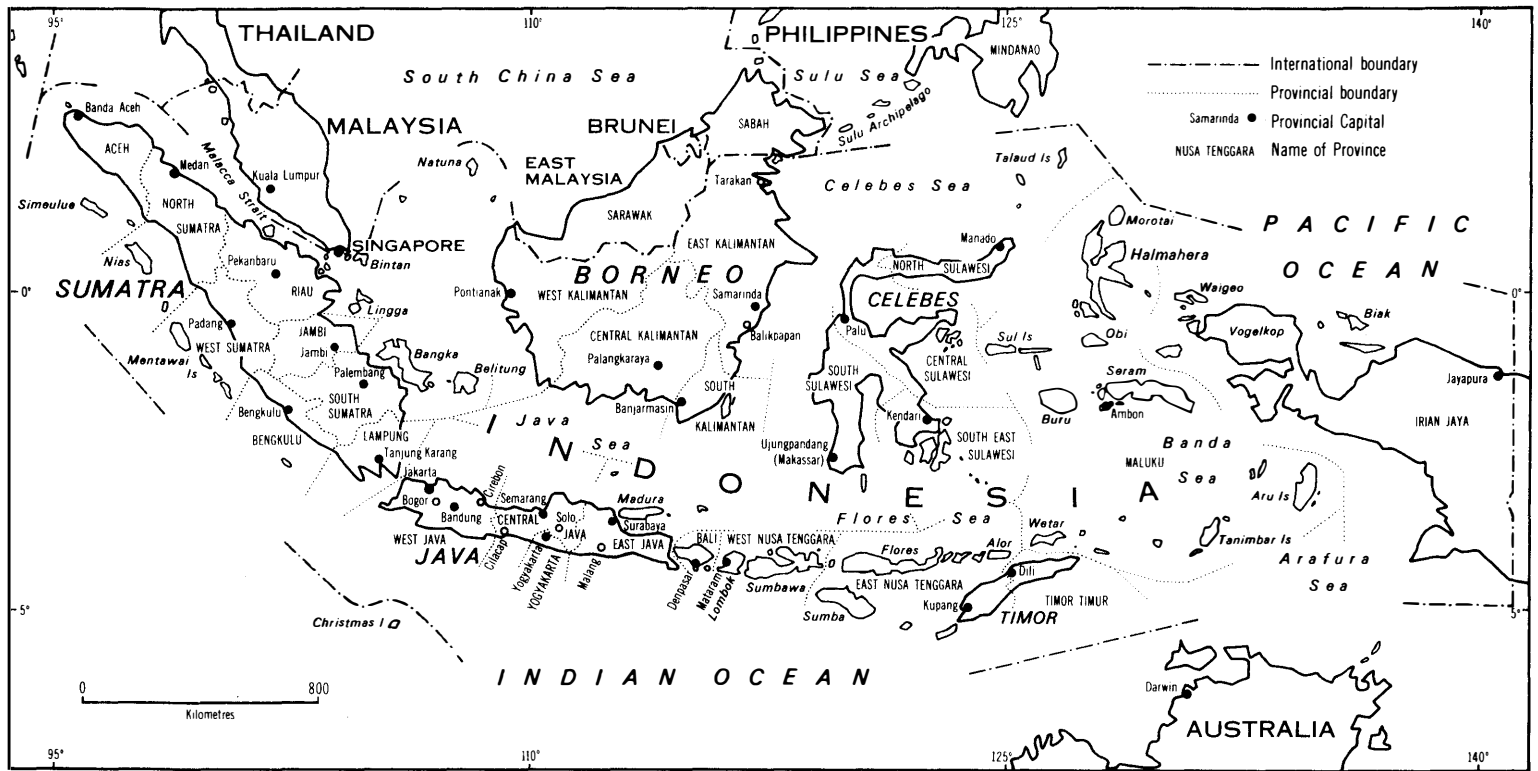 95°
110°
125°
140°
THAILAND
PHILIPPINES
MINDANAO
South China Sea
Sulu Sea
Sulu Archipelago
International boundary
Provincial boundary
Samarinda
Provincial Capital
NUSA TENGGARA
Name of Province
Banda Aceh
ACEH
MALAYSIA
BRUNEI
SABAH
Malacca Strait
Medan
Kuala Lumpur
Natuna
EAST
MALAYSIA
Tarakan
Celebes Sea
Talaud Is
Simeulue
NORTH
SUMATRA
SARAWAK
Morotai
PACIFIC
OCEAN
SINGAPORE
Bintan
EAST KALIMANTAN
Manado
Halmahera
Nias
Pekanbaru
NORTH
SULAWESI
SUMATRA
RIAU
BORNEO
0°
Pontianak
WEST KALIMANTAN
Samarinda
CELEBES
Waigeo
0°
Lingga
Padang
WEST SUMATRA
JAMBI
Jambi
CENTRAL KALIMANTAN
Balikpapan
Palu
Sul Is
Obi
Vogelkop
Biak
Mentawai
Is
Bangka
Belitung
Palembang
Palangkaraya
CENTRAL
SULAWESI
SOUTH
SULAWESI
Seram
Jayapura
SOUTH
SUMATRA
Bengkulu
BENGKULU
SOUTH
KALIMANTAN
Banjarmasin
Kendari
Buru
Ambon
IRIAN JAYA
LAMPUNG
Java
Sea
SOUTH EAST
SULAWESI
Banda
Sea
Tanjung Karang
Ujungpandang
(Makassar)
MALUKU
INDONESIA
Aru Is
Jakarta
Cirebon
Bogor
Bandung
Semarang
Madura
CENTRAL
JAVA
Solo
Surabaya
Flores Sea
Wetar
Tanimbar Is
WEST JAVA
JAVA
Cilacap
Yogyakarta
YOGYAKARTA
Malang
EAST JAVA
BALI
WEST NUSA TENGGARA
Flores
Alor
Arafura
Sea
Denpasar
Mataram
Lombok
Sumbawa
EAST NUSA TENGGARA
Dili
TIMOR TIMUR
5°
Sumba
Kupang
TIMOR
5°
Christmas I
INDIAN OCEAN
0
800
Kilometres
Darwin
AUSTRALIA
95°
110°
125°
140°